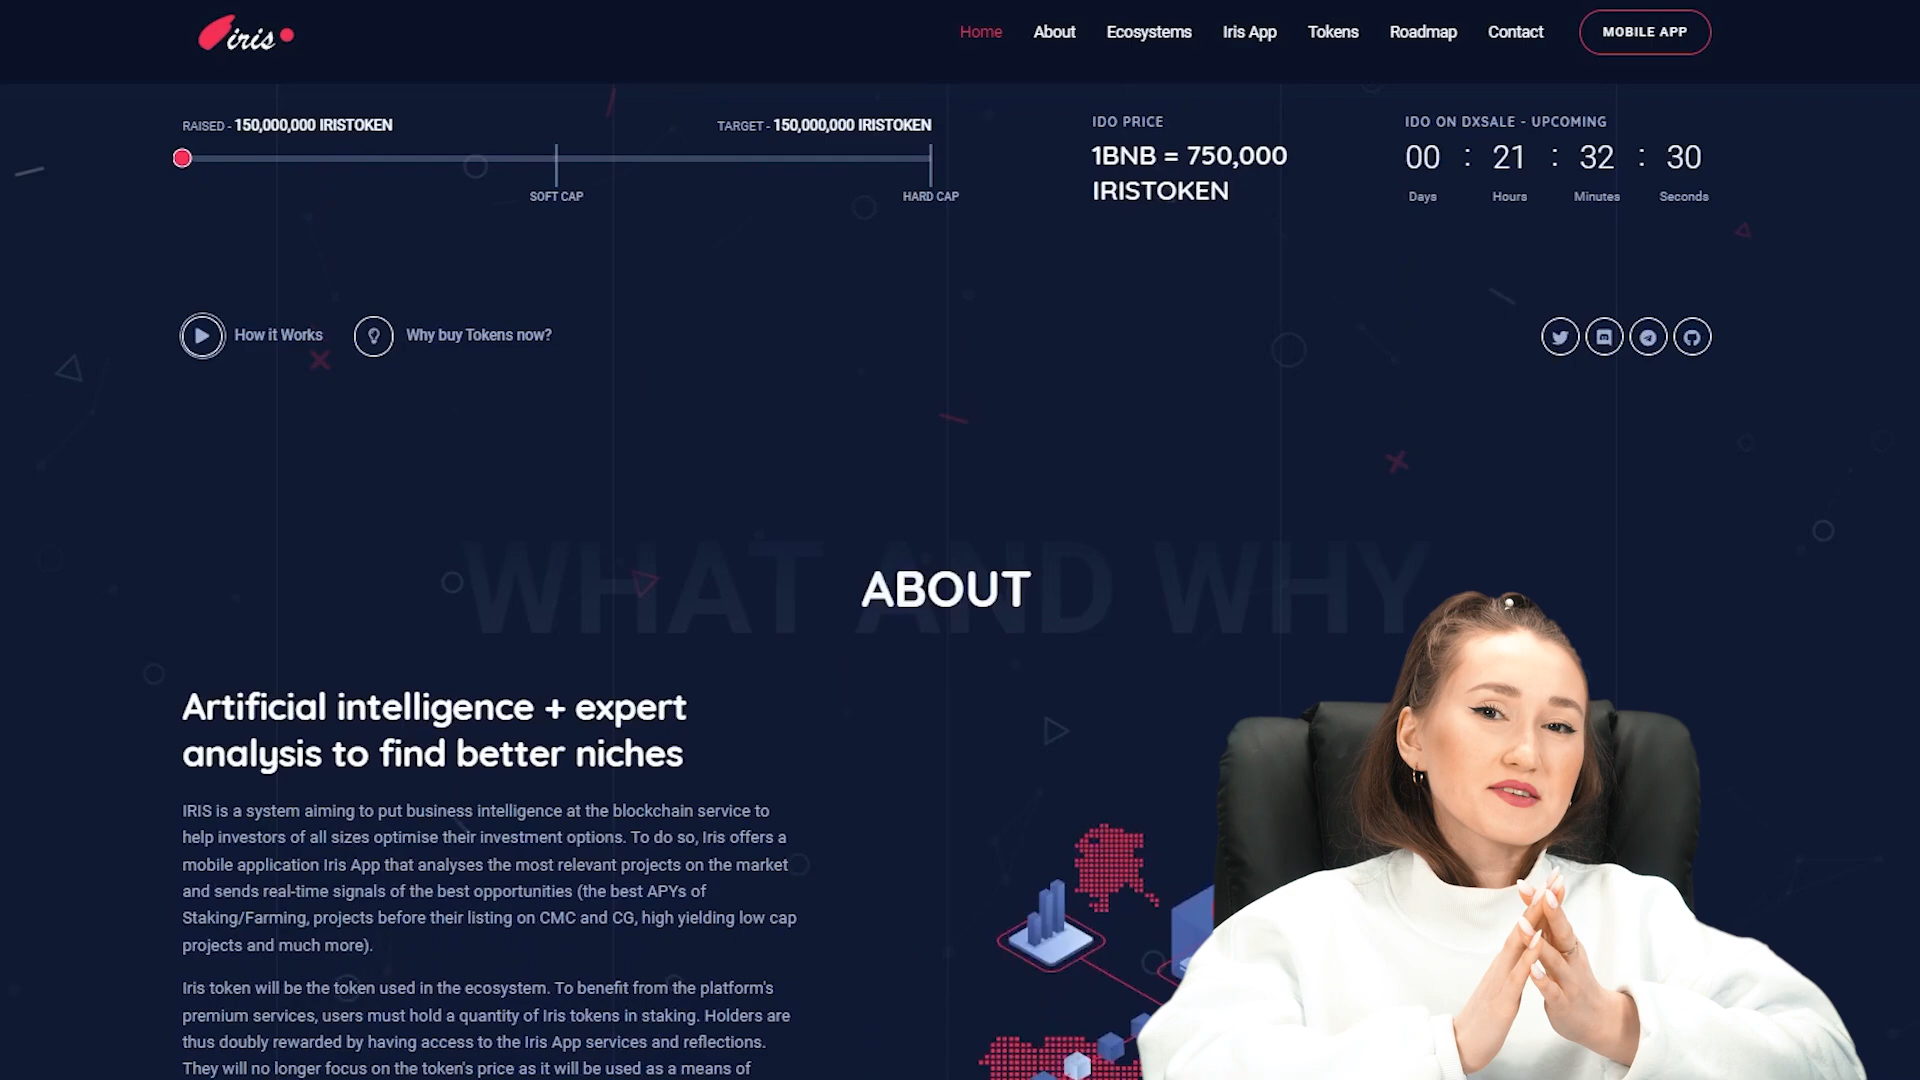 iris
Home About Ecosystems Iris App Tokens Roadmap Contact MOBILE APP
RAISED - 150,000,000 IRISTOKEN
TARGET - 150,000,000 IRISTOKEN
SOFT CAP
HARD CAP
IDO PRICE
1BNB = 750,000
IRISTOKEN
IDO ON DXSALE - UPCOMING
00 : 21 : 32 : 30
Days Hours Minutes Seconds
How it Works
Why buy Tokens now?
WHAT AND WHY
ABOUT
Artificial intelligence + expert
analysis to find better niches
IRIS is a system aiming to put business intelligence at the blockchain service to
help investors of all sizes optimise their investment options. To do so, Iris offers a
mobile application Iris App that analyses the most relevant projects on the market
and sends real-time signals of the best opportunities (the best APYs of
Staking/Farming, projects before their listing on CMC and CG, high yielding low cap
projects and much more).
Iris token will be the token used in the ecosystem. To benefit from the platform's
premium services, users must hold a quantity of Iris tokens in staking. Holders are
thus doubly rewarded by having access to the Iris App services and reflections.
They will no longer focus on the token's price as it will be used as a means of